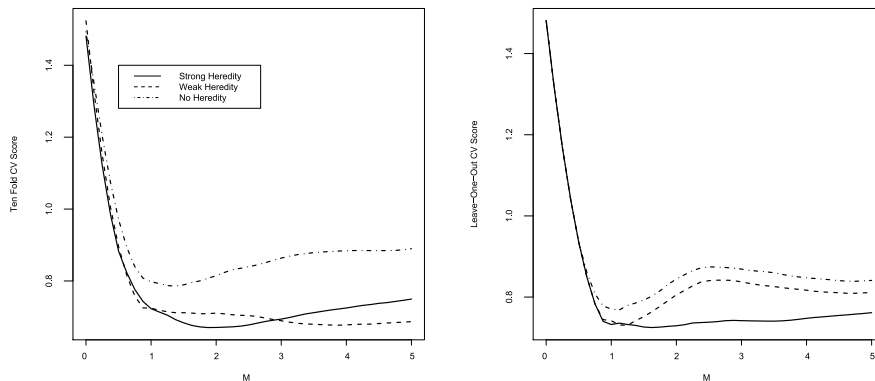 Ten Fold CV Score
1.4
1.2
1.0
0.8
Strong Heredity
Weak Heredity
No Heredity
0 1 2 3 4 5
M
Leave−One−Out CV Score
1.4
1.2
1.0
0.8
0 1 2 3 4 5
M